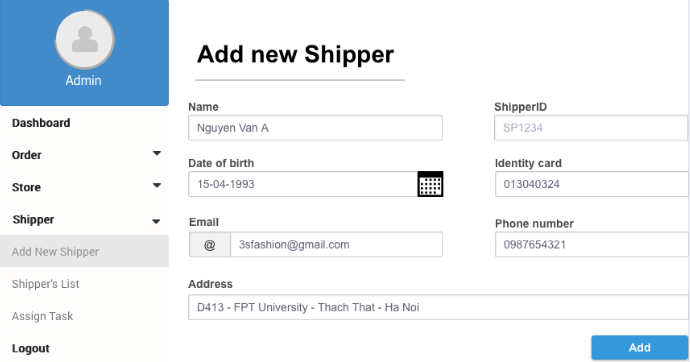 Admin
Dashboard
Order
Store
Shipper
Add New Shipper
Shipper's List
Assign Task
Logout
Add new Shipper
Name
ShipperID
Nguyen Van A
SP1234
Date of birth
Identity card
15-04-1993
013040324
Email
Phone number
@ 3sfashion@gmail.com
0987654321
Address
D413 - FPT University - Thach That - Ha Noi
Add